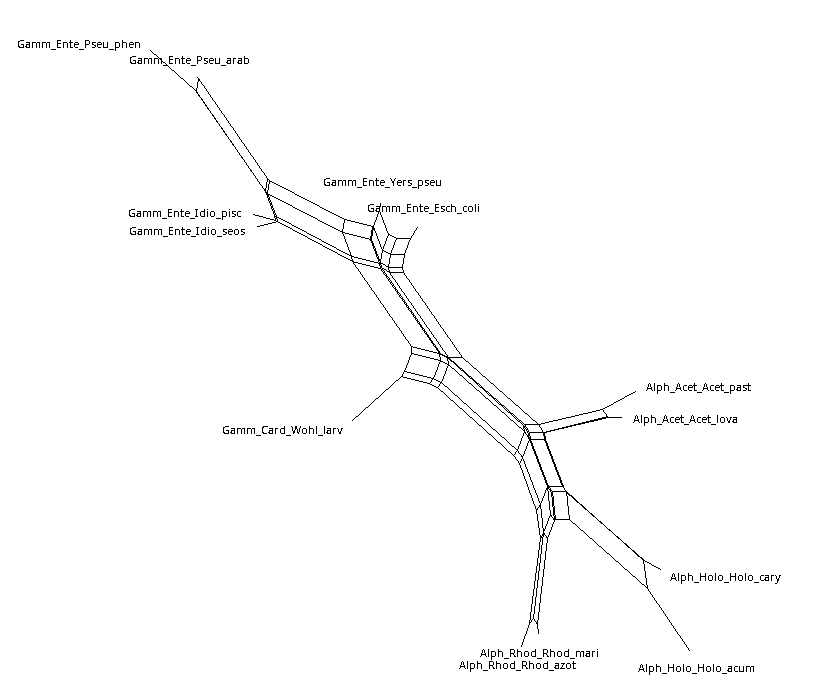 Gamm_Ente_Pseu_phen
Gamm_Ente_Pseu_arab
Gamm_Ente_Yers_pseu
Gamm_Ente_Esch_coli
Gamm_Ente_Idio_pisc
Gamm_Ente_Idio_seos
Alph_Acet_Acet_past
Alph_Acet_Acet_lova
Gamm_Card_Wohl_larv
Alph_Holo_Holo_cary
Alph_Rhod_Rhod_mari
Alph_Rhod_Rhod_azot
Alph_Holo_Holo_acum